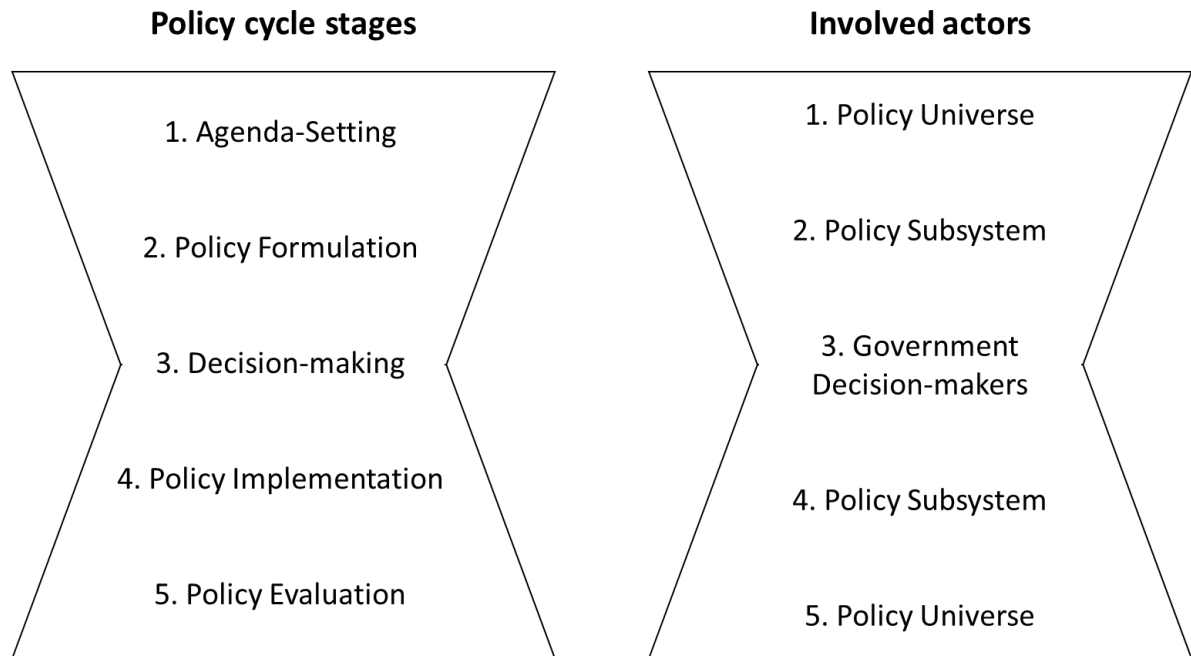 Policy cycle stages
1. Agenda-Setting
2. Policy Formulation
3. Decision-making
4. Policy Implementation
5. Policy Evaluation
Involved actors
1. Policy Universe
2. Policy Subsystem
3. Government
Decision-makers
4. Policy Subsystem
5. Policy Universe